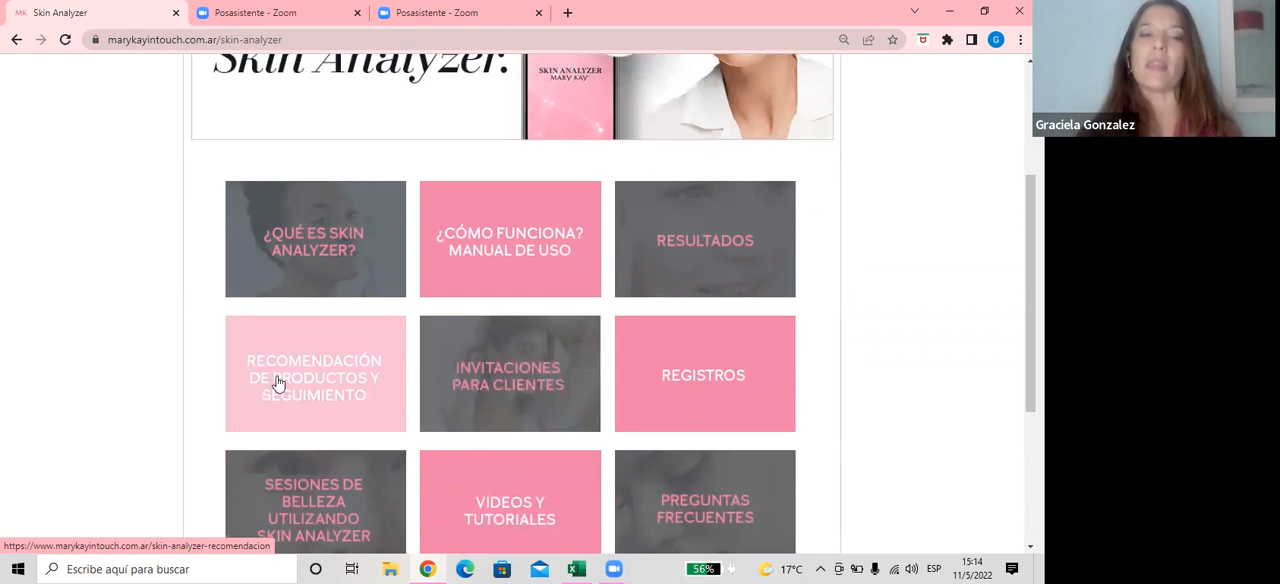 MK Skin Analyzer
Posasistente - Zoom
Posasistente - Zoom
marykayintouch.com.ar/skin-analyzer
G
Skin Analyzer.
SKIN ANALYZER
MARY KAY
Graciela Gonzalez
¿QUÉ ES SKIN
ANALYZER?
¿CÓMO FUNCIONA?
MANUAL DE USO
RESULTADOS
RECOMENDACIÓN
DE PRODUCTOS Y
SEGUIMIENTO
INVITACIONES
PARA CLIENTES
REGISTROS
SESIONES DE
BELLEZA
UTILIZANDO
SKIN ANALYZER
VIDEOS Y
TUTORIALES
PREGUNTAS
FRECUENTES
https://www.marykayintouch.com.ar/skin-analyzer-recomendacion
Escribe aquí para buscar
56%
17°C
ESP
15:14
11/5/2022